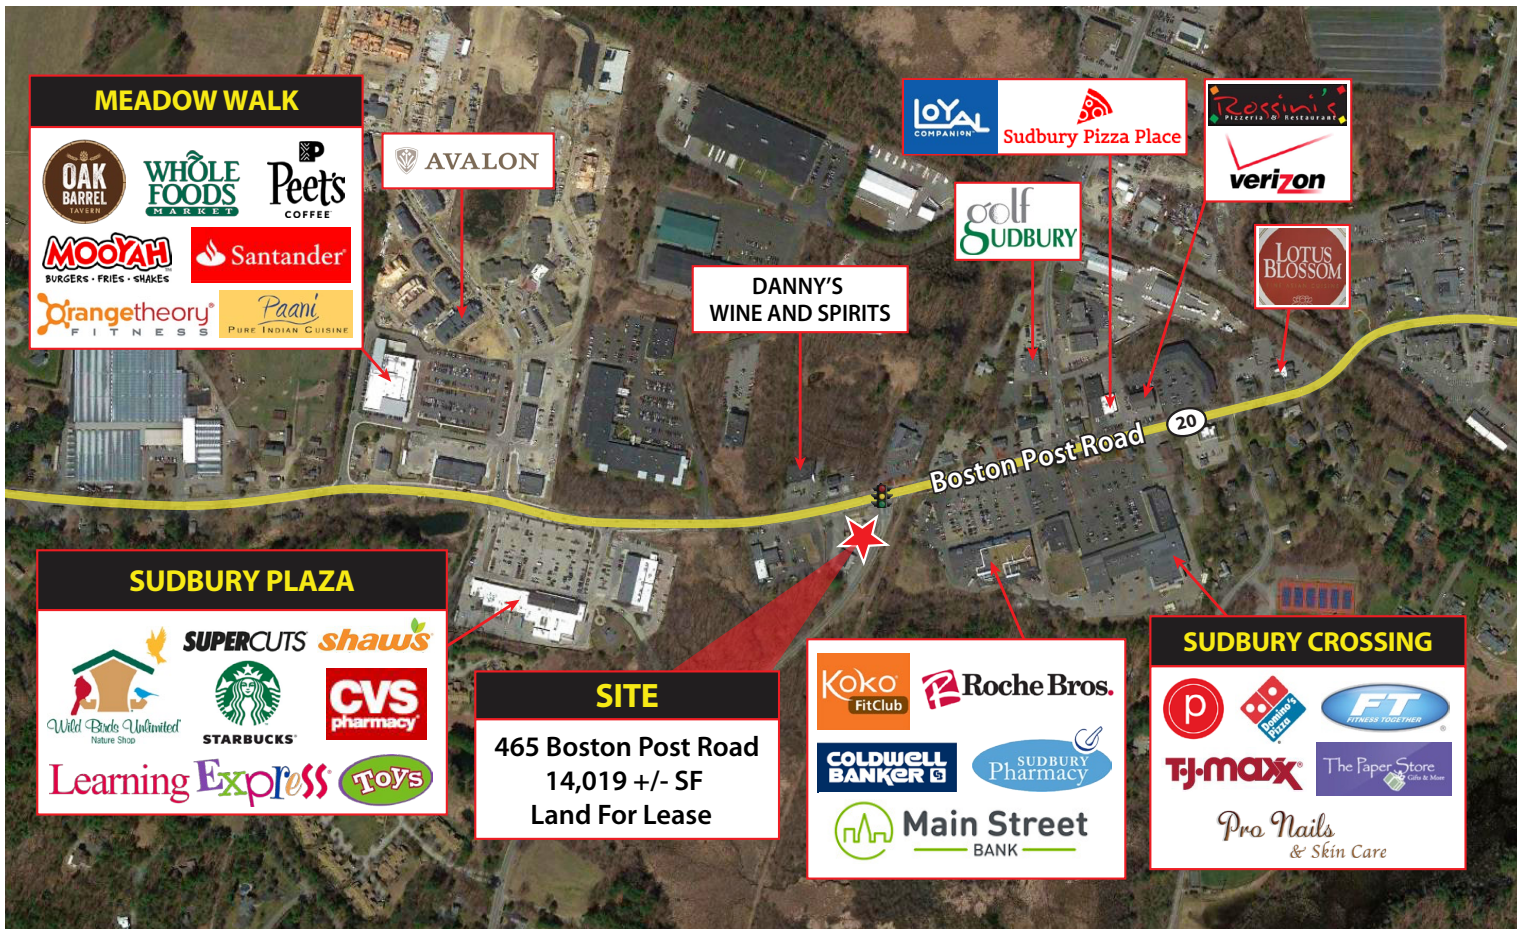 MEADOW WALK
OAK
BARREL
TAVERN
WHOLE
FOODS
MARKET
P
Peet's
COFFEE
MOOYAH
BURGERS • FRIES • SHAKES
Santander
Orangetheory®
FITNESS
Paani
PURE INDIAN CUISINE
AVALON
LOYAL
COMPANION
Sudbury Pizza Place
Rossini's
Pizzeria & Restaurant
verizon
golf
SUDBURY
LOTUS
BLOSSOM
DANNY'S
WINE AND SPIRITS
Boston Post Road
20
SUDBURY PLAZA
Wild Birds Unlimited
Nature Shop
SUPERCUTS
shaw's
STARBUCKS®
CVS
pharmacy
Learning Express®
TOYS
SITE
465 Boston Post Road
14,019 +/- SF
Land For Lease
KOKO
FitClub
Roche Bros.
COLDWELL
BANKER CB
SUDBURY
Pharmacy
Main Street
BANK
SUDBURY CROSSING
P
Domino's
Pizza
FT
FITNESS TOGETHER
®
T•J•maxx®
The Paper Store
Gifts & More
Pro Nails
& Skin Care